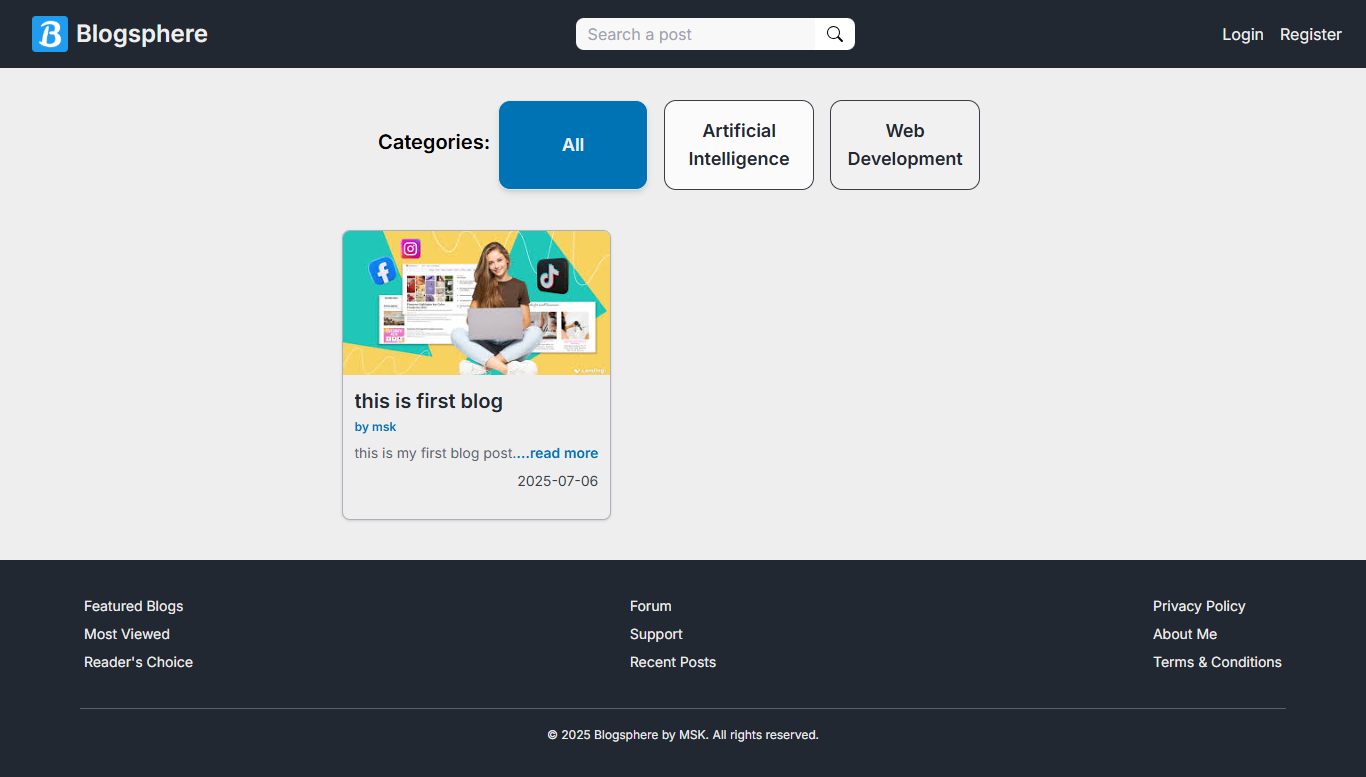 B Blogsphere
Search a post
Login Register
Categories:
All
Artificial
Intelligence
Web
Development
this is first blog
by msk
this is my first blog post....read more
2025-07-06
Featured Blogs
Most Viewed
Reader's Choice
Forum
Support
Recent Posts
Privacy Policy
About Me
Terms & Conditions
© 2025 Blogsphere by MSK. All rights reserved.